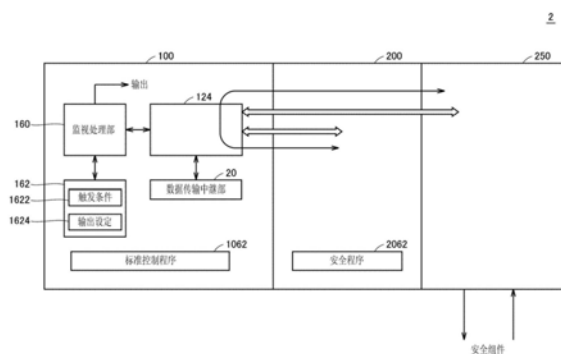 2
100
200
250
输出
124
160
监视处理部
162
触发条件
1622
20
数据传输中继部
1624
输出设定
1062
标准控制程序
2062
安全程序
安全组件